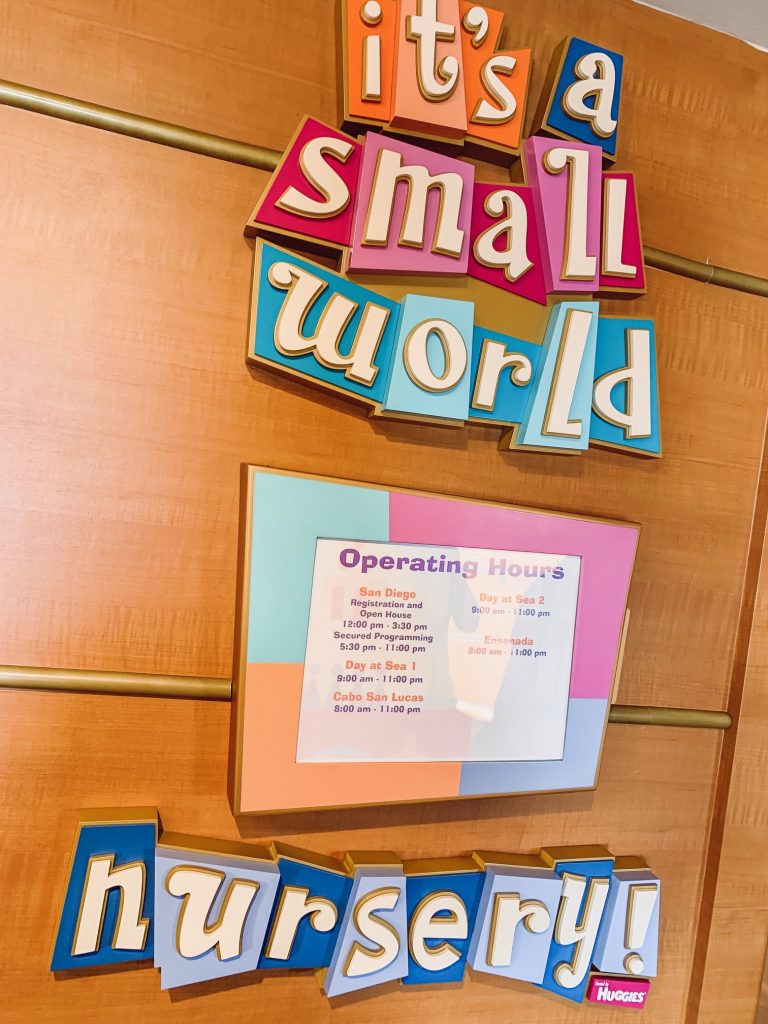 it's a
small
world
Operating Hours
San Diego
Registration and
Open House
12:00 pm - 3:30 pm
Secured Programming
5:30 pm - 11:00 pm
Day at Sea 1
9:00 am - 11:00 pm
Cabo San Lucas
8:00 am - 11:00 pm
Day at Sea 2
9:00 am - 11:00 pm
Ensenada
8:00 am - 11:00 pm
nursery!
HUGGIES